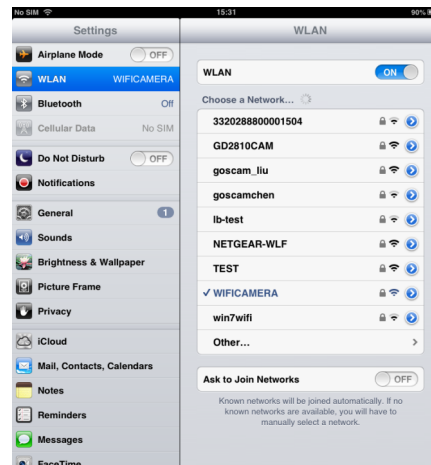 No SIM 15:31 90%
Settings
WLAN
Airplane Mode OFF
WLAN WIFICAMERA
Bluetooth Off
Cellular Data No SIM
Do Not Disturb OFF
Notifications
General 1
Sounds
Brightness & Wallpaper
Picture Frame
Privacy
iCloud
Mail, Contacts, Calendars
Notes
Reminders
Messages
FaceTime
WLAN ON
Choose a Network...
3320288800001504
GD2810CAM
goscam_liu
goscamchen
lb-test
NETGEAR-WLF
TEST
WIFICAMERA
win7wifi
Other...
Ask to Join Networks OFF
Known networks will be joined automatically. If no
known networks are available, you will have to
manually select a network.